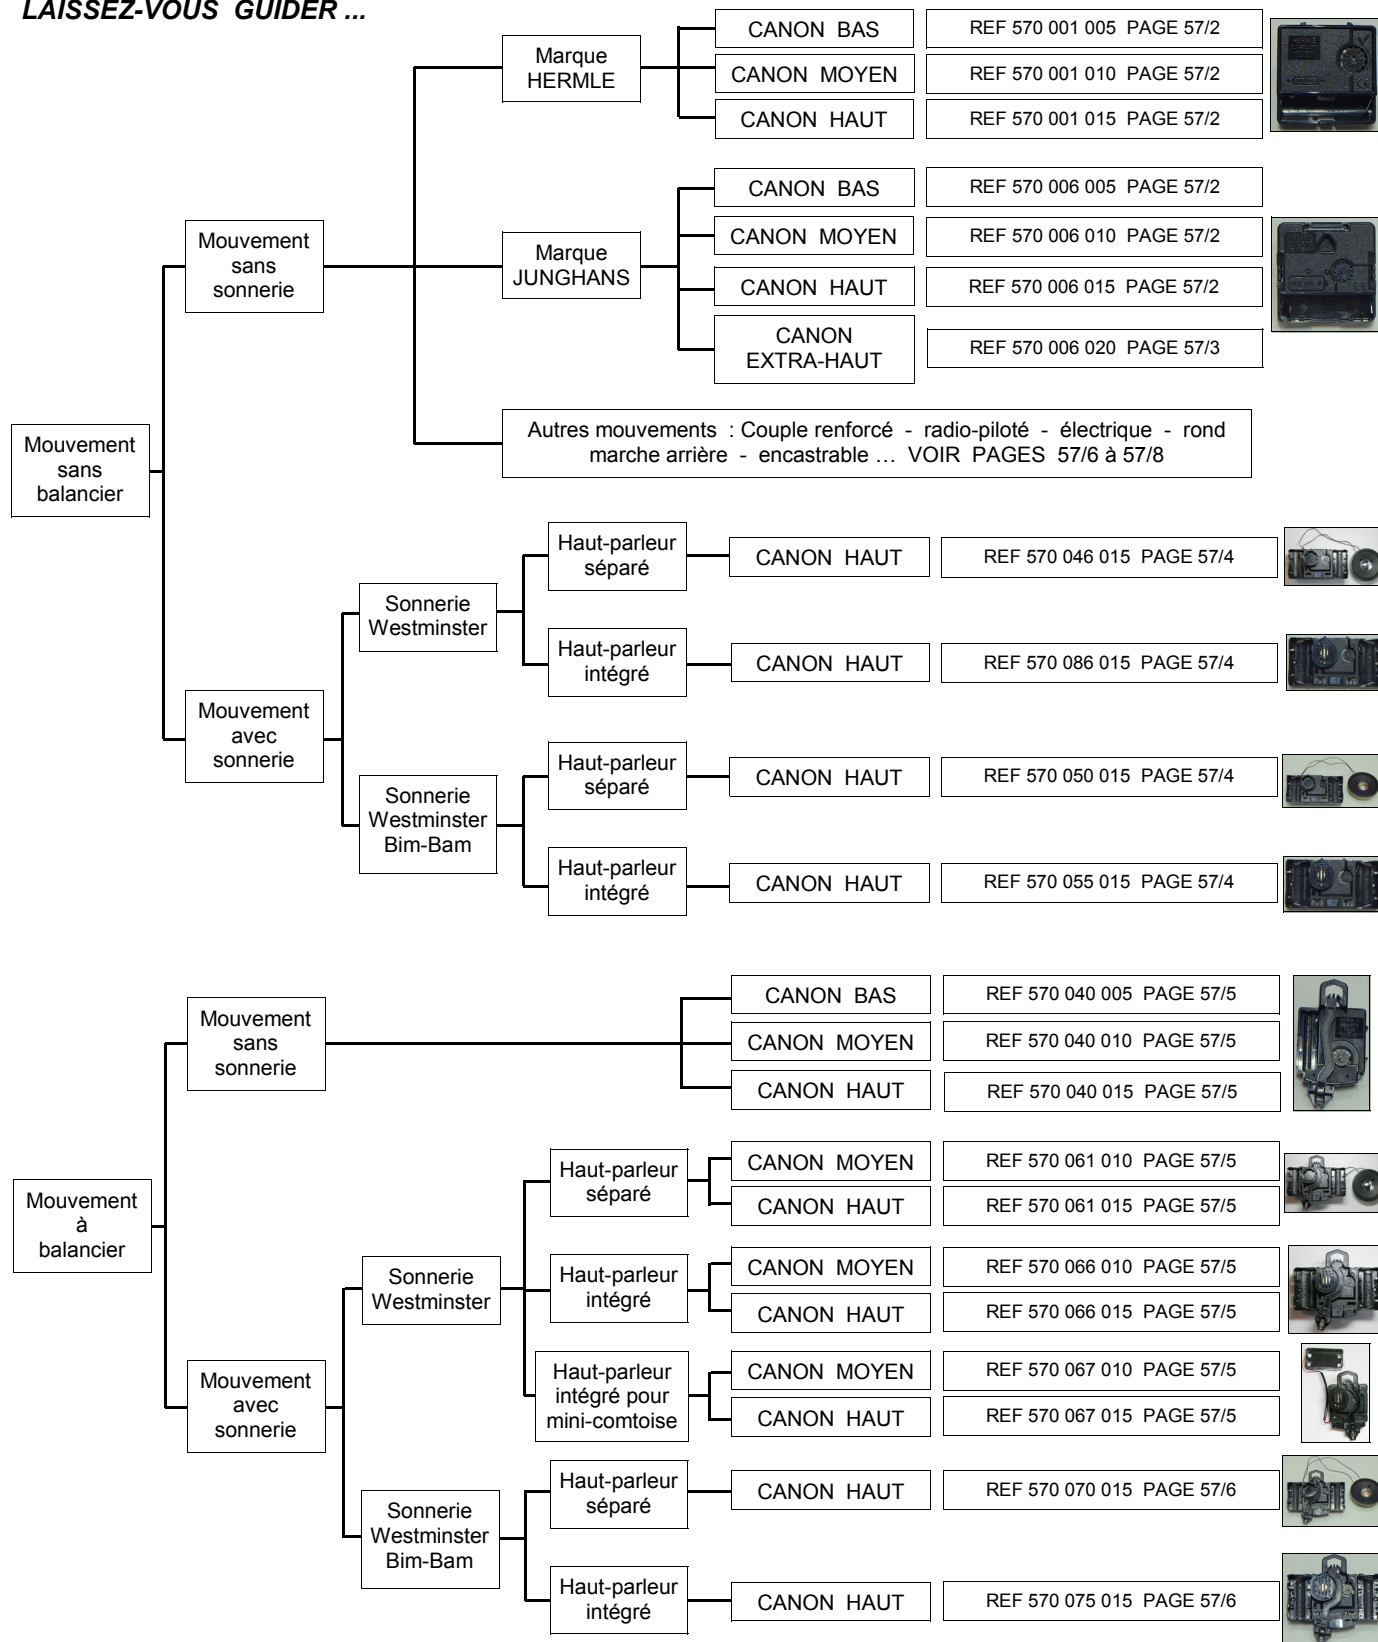 LAISSEZ-VOUS GUIDER ...
Mouvement
sans
balancier
Mouvement
sans
sonnerie
Marque
HERMLE
CANON BAS
REF 570 001 005 PAGE 57/2
CANON MOYEN
REF 570 001 010 PAGE 57/2
CANON HAUT
REF 570 001 015 PAGE 57/2
Marque
JUNGHANS
CANON BAS
REF 570 006 005 PAGE 57/2
CANON MOYEN
REF 570 006 010 PAGE 57/2
CANON HAUT
REF 570 006 015 PAGE 57/2
CANON
EXTRA-HAUT
REF 570 006 020 PAGE 57/3
Autres mouvements : Couple renforcé - radio-piloté - électrique - rond
marche arrière - encastrable ... VOIR PAGES 57/6 à 57/8
Mouvement
avec
sonnerie
Sonnerie
Westminster
Haut-parleur
séparé
CANON HAUT
REF 570 046 015 PAGE 57/4
Haut-parleur
intégré
CANON HAUT
REF 570 086 015 PAGE 57/4
Sonnerie
Westminster
Bim-Bam
Haut-parleur
séparé
CANON HAUT
REF 570 050 015 PAGE 57/4
Haut-parleur
intégré
CANON HAUT
REF 570 055 015 PAGE 57/4
Mouvement
à
balancier
Mouvement
sans
sonnerie
CANON BAS
REF 570 040 005 PAGE 57/5
CANON MOYEN
REF 570 040 010 PAGE 57/5
CANON HAUT
REF 570 040 015 PAGE 57/5
Mouvement
avec
sonnerie
Sonnerie
Westminster
Haut-parleur
séparé
CANON MOYEN
REF 570 061 010 PAGE 57/5
CANON HAUT
REF 570 061 015 PAGE 57/5
Haut-parleur
intégré
CANON MOYEN
REF 570 066 010 PAGE 57/5
CANON HAUT
REF 570 066 015 PAGE 57/5
Haut-parleur
intégré pour
mini-comtoise
CANON MOYEN
REF 570 067 010 PAGE 57/5
CANON HAUT
REF 570 067 015 PAGE 57/5
Sonnerie
Westminster
Bim-Bam
Haut-parleur
séparé
CANON HAUT
REF 570 070 015 PAGE 57/6
Haut-parleur
intégré
CANON HAUT
REF 570 075 015 PAGE 57/6